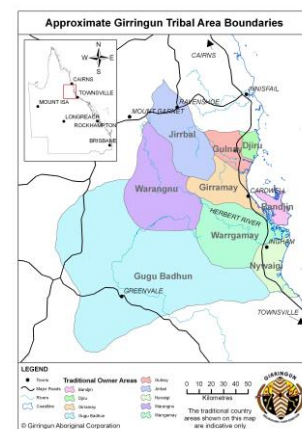 Approximate Girringun Tribal Area Boundaries
CAIRNS
N
W E
S
CAIRNS
TOWNSVILLE
MOUNT ISA
LONGREACH
ROCKHAMPTON
BRISBANE
INNISFAIL
RAVENSHOE
MOUNT GARNET
Jirrbal
Gulnay
Djiru
Warangnu
Girramay
CARDWELL
Bandjin
HERBERT RIVER
Warrgamay
INGHAM
Nywaigi
Gugu Badhun
GREENVALE
TOWNSVILLE
LEGEND
Towns
Major Roads
Rivers
Coastline
Traditional Owner Areas
Bandjin
Djiru
Girramay
Gugu Badhun
Gulnay
Jirrbal
Nywaigi
Warangnu
Warrgamay
0 10 20 30 40 50
Kilometres
The traditional
country areas
shown on this map
are indicative only.
GIRRINGUN
© Girringun Aboriginal Corporation